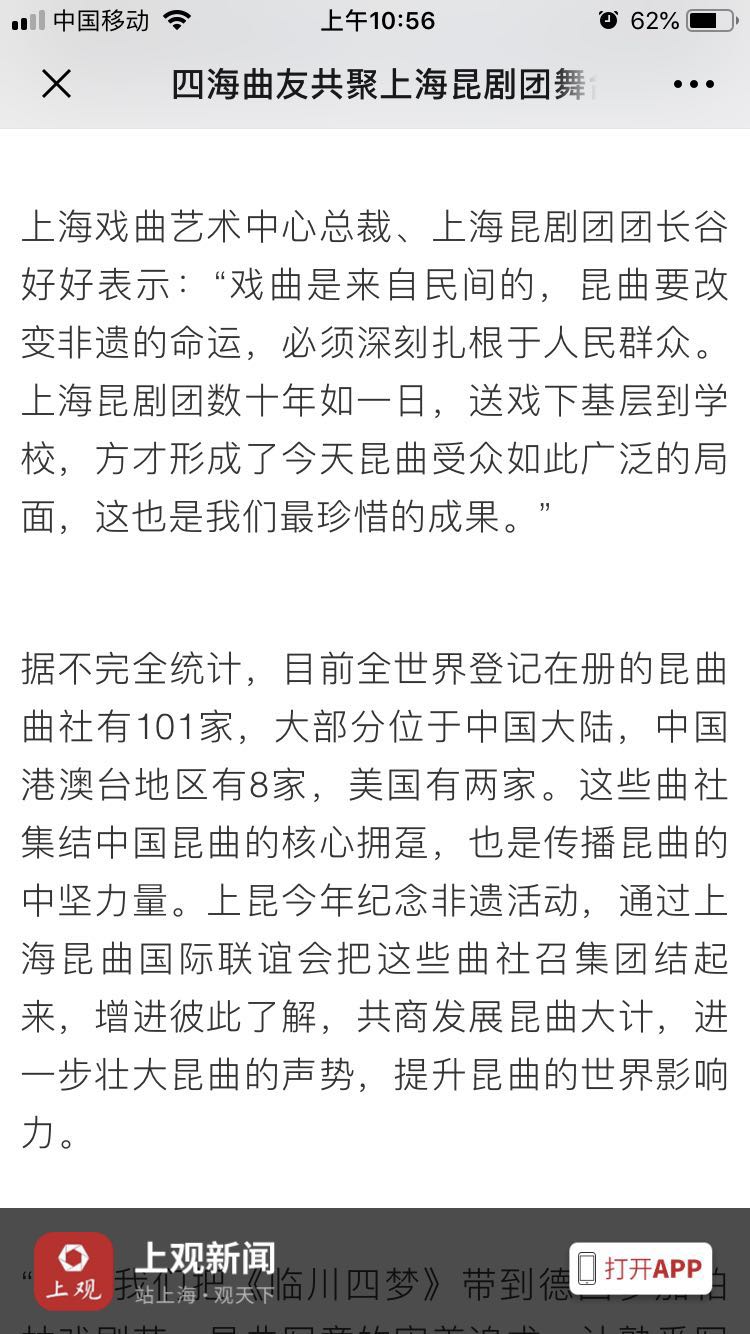 中国移动
上午10:56
62%
四海曲友共聚上海昆剧团舞
上海戏曲艺术中心总裁、上海昆剧团团长谷
好好表示：“戏曲是来自民间的，昆曲要改
变非遗的命运，必须深刻扎根于人民群众。
上海昆剧团数十年如一日，送戏下基层到学
校，方才形成了今天昆曲受众如此广泛的局
面，这也是我们最珍惜的成果。”
据不完全统计，目前全世界登记在册的昆曲
曲社有101家，大部分位于中国大陆，中国
港澳台地区有8家，美国有两家。这些曲社
集结中国昆曲的核心拥趸，也是传播昆曲的
中坚力量。上昆今年纪念非遗活动，通过上
海昆曲国际联谊会把这些曲社召集团结起
来，增进彼此了解，共商发展昆曲大计，进
一步壮大昆曲的声势，提升昆曲的世界影响
力。
上观
上观新闻
站上海·观天下
打开APP
我们把《临川四梦》带到德国